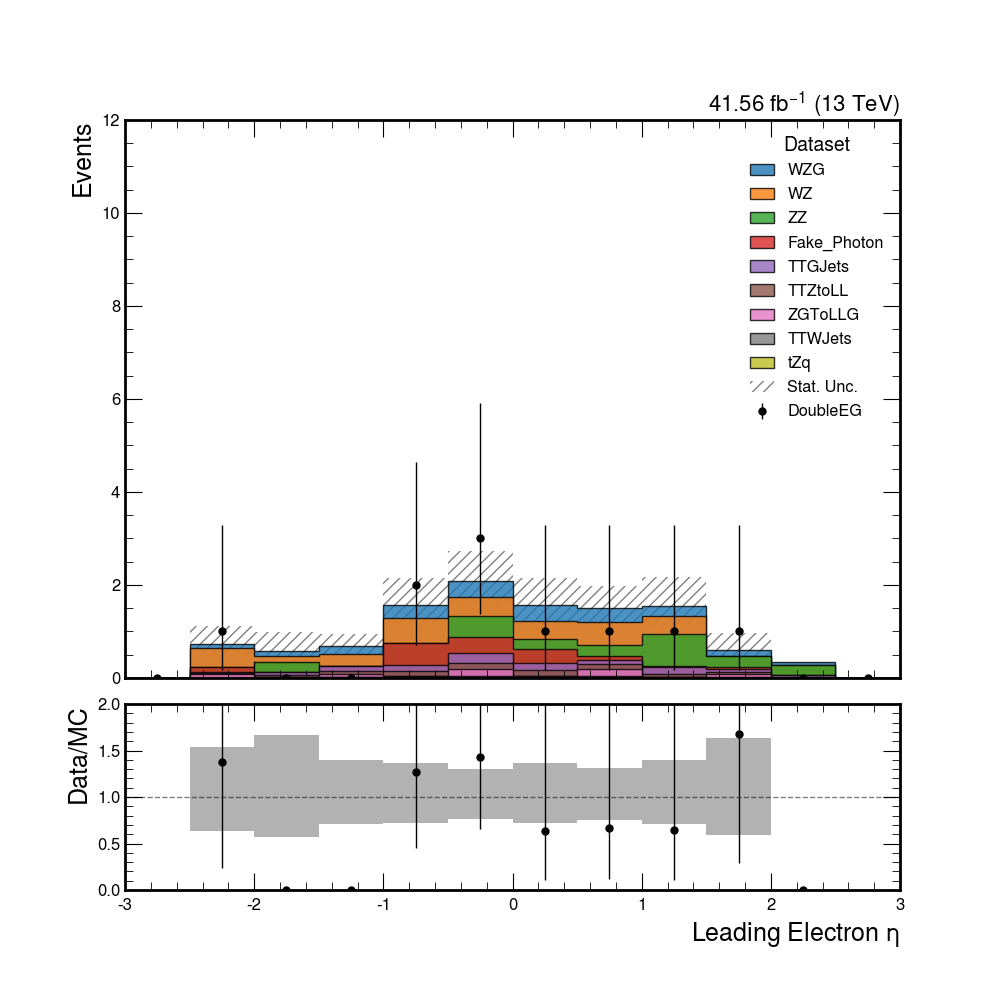 41.56 fb⁻¹ (13 TeV)
Events
12
10
8
6
4
2
0
Dataset
WZG
WZ
ZZ
Fake_Photon
TTGJets
TTZtoLL
ZGToLLG
TTWJets
tZq
Stat. Unc.
DoubleEG
Data/MC
2.0
1.5
1.0
0.5
0.0
-3 -2 -1 0 1 2 3
Leading Electron η